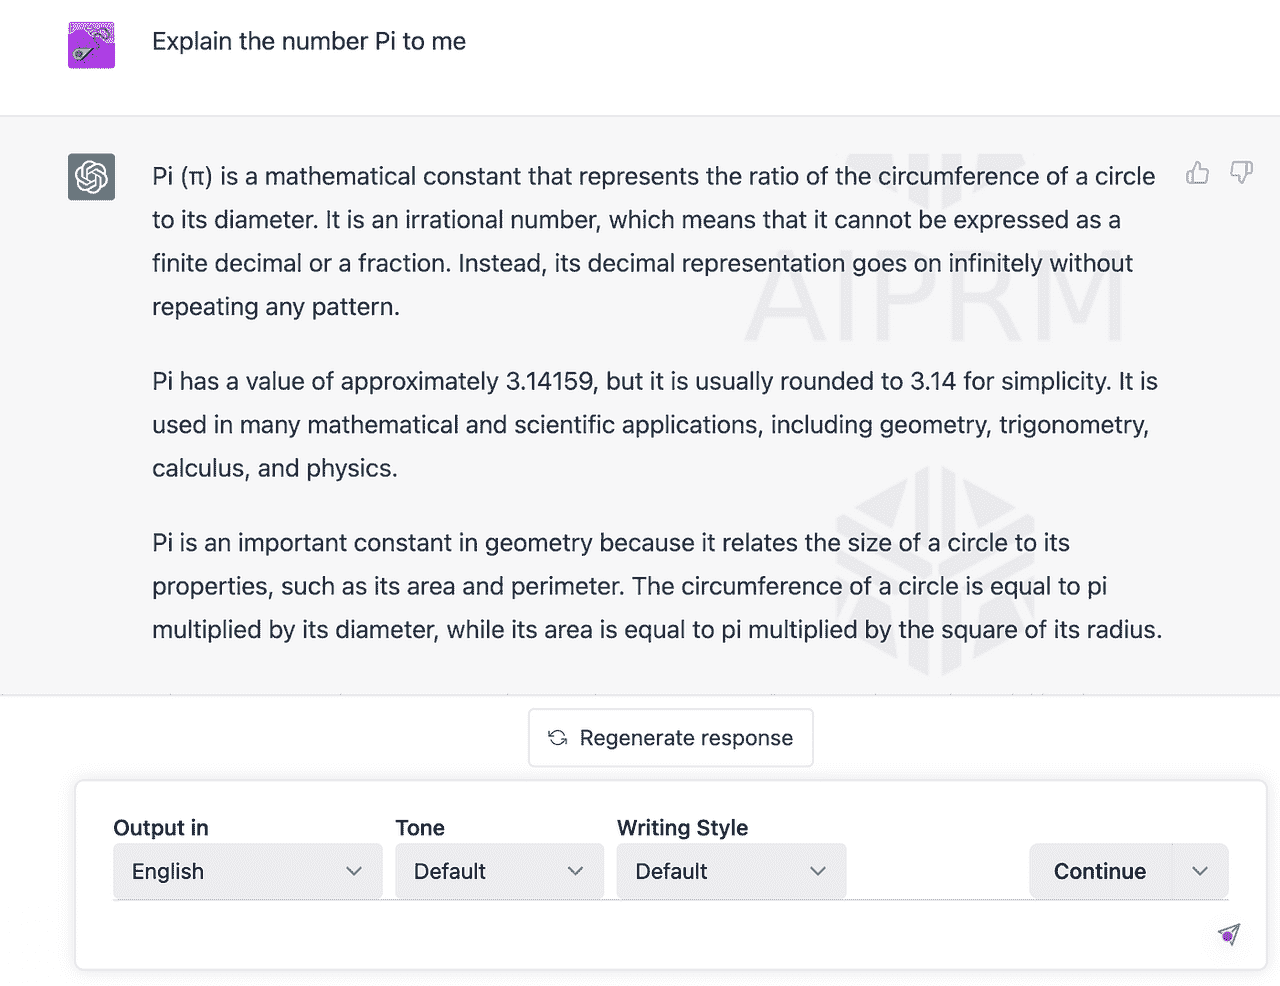 Explain the number Pi to me
Pi (π) is a mathematical constant that represents the ratio of the circumference of a circle
to its diameter. It is an irrational number, which means that it cannot be expressed as a
finite decimal or a fraction. Instead, its decimal representation goes on infinitely without
repeating any pattern.
AIPRM
Pi has a value of approximately 3.14159, but it is usually rounded to 3.14 for simplicity. It is
used in many mathematical and scientific applications, including geometry, trigonometry,
calculus, and physics.
Pi is an important constant in geometry because it relates the size of a circle to its
properties, such as its area and perimeter. The circumference of a circle is equal to pi
multiplied by its diameter, while its area is equal to pi multiplied by the square of its radius.
Regenerate response
Output in Tone Writing Style
English Default Default Continue